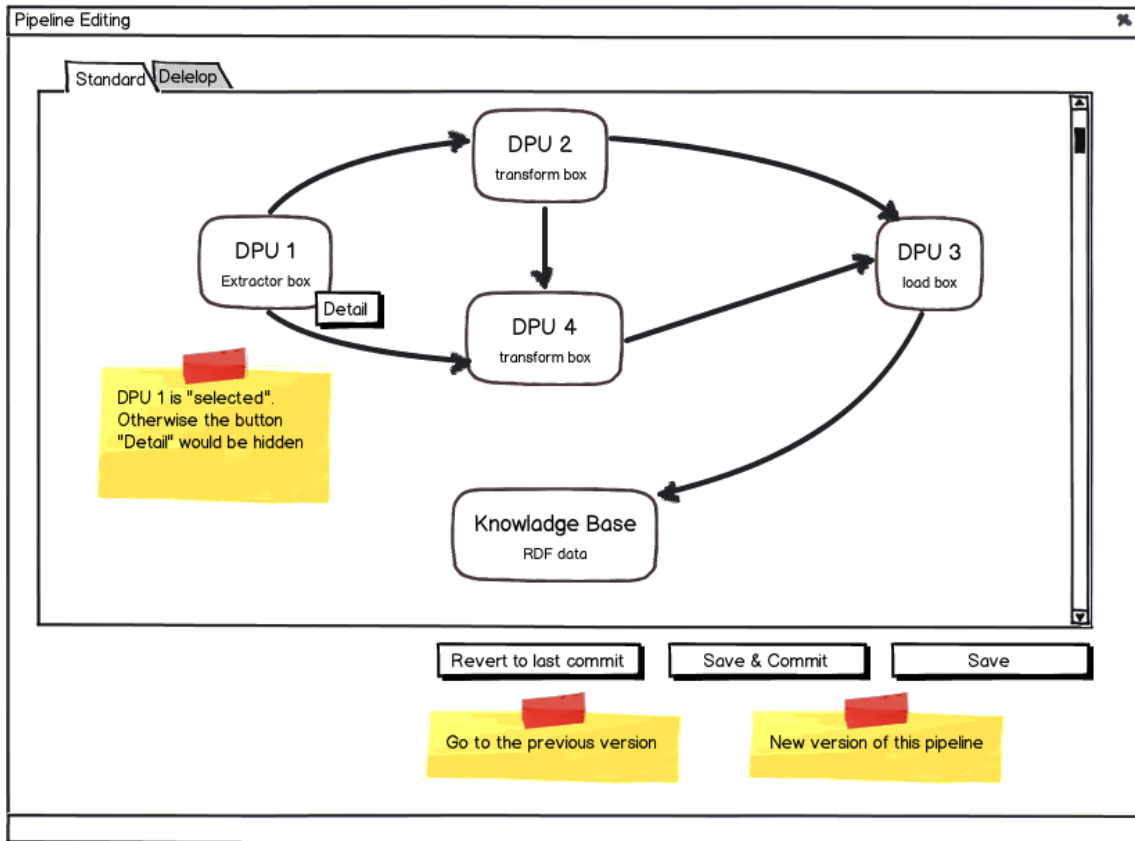 Pipeline Editing
Standard
Delelop
DPU 2
transform box
DPU 1
Extractor box
Detail
DPU 3
load box
DPU 4
transform box
DPU 1 is "selected".
Otherwise the button
"Detail" would be hidden
Knowladge Base
RDF data
Revert to last commit
Save & Commit
Save
Go to the previous version
New version of this pipeline